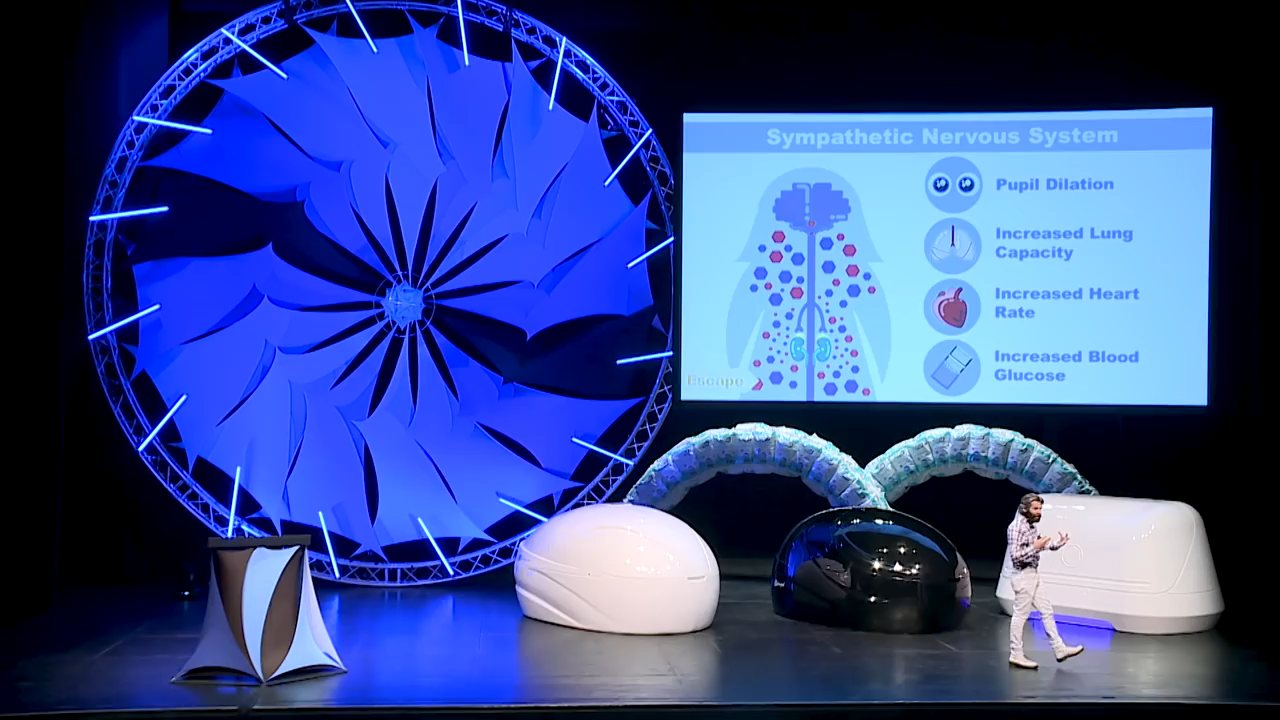 Sympathetic Nervous System
Pupil Dilation
Increased Lung
Capacity
Increased Heart
Rate
Increased Blood
Glucose
Escape